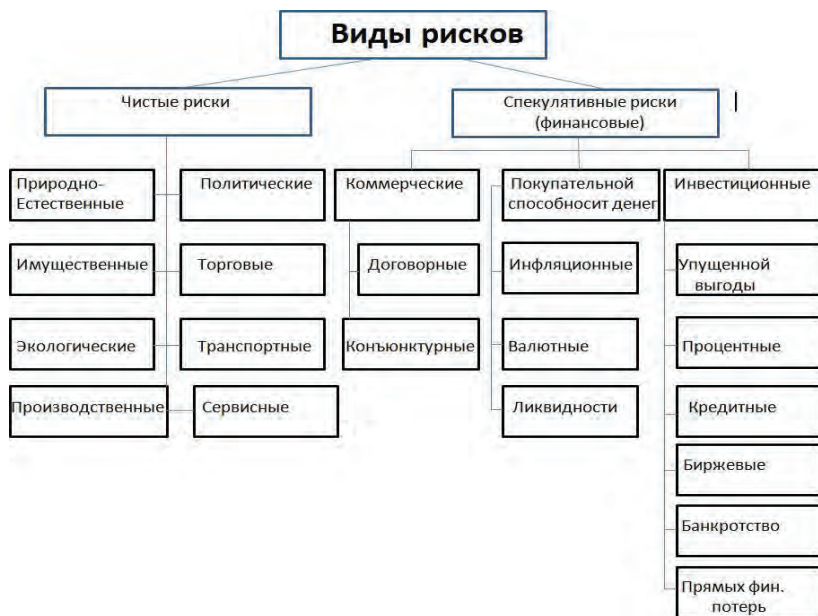 Виды рисков
Чистые риски
Спекулятивные риски
(финансовые)
Природно-
Естественные
Политические
Коммерческие
Покупательной
способносит денег
Инвестиционные
Имущественные
Торговые
Договорные
Инфляционные
Упущенной
выгоды
Экологические
Транспортные
Конъюнктурные
Валютные
Процентные
Производственные
Сервисные
Ликвидности
Кредитные
Биржевые
Банкротство
Прямых фин.
потерь